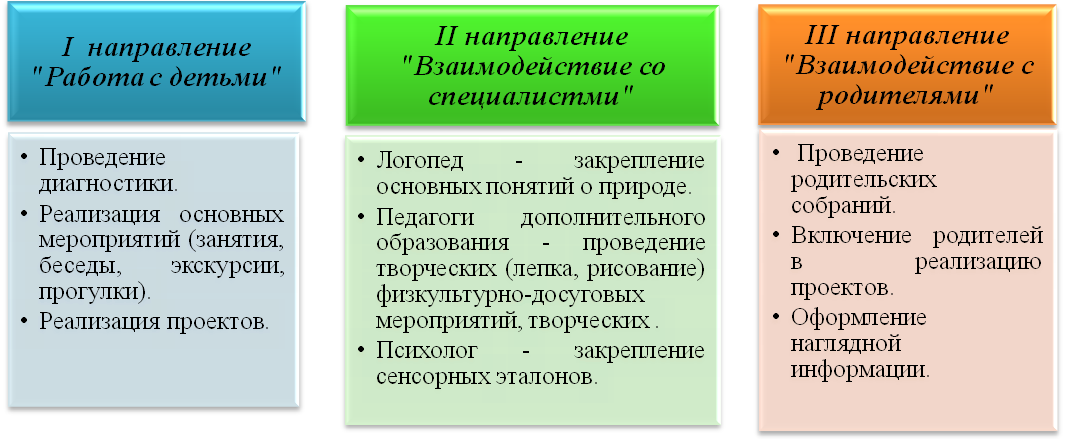 I направление
"Работа с детьми"
• Проведение
диагностики.
• Реализация основных
мероприятий (занятия,
беседы, экскурсии,
прогулки).
• Реализация проектов.
II направление
"Взаимодействие со
специалистми"
• Логопед - закрепление
основных понятий о природе.
• Педагоги дополнительного
образования - проведение
творческих (лепка, рисование)
физкультурно-досуговых
мероприятий, творческих .
• Психолог - закрепление
сенсорных эталонов.
III направление
"Взаимодействие с
родителями"
• Проведение
родительских
собраний.
• Включение родителей
в реализацию
проектов.
• Оформление
наглядной
информации.